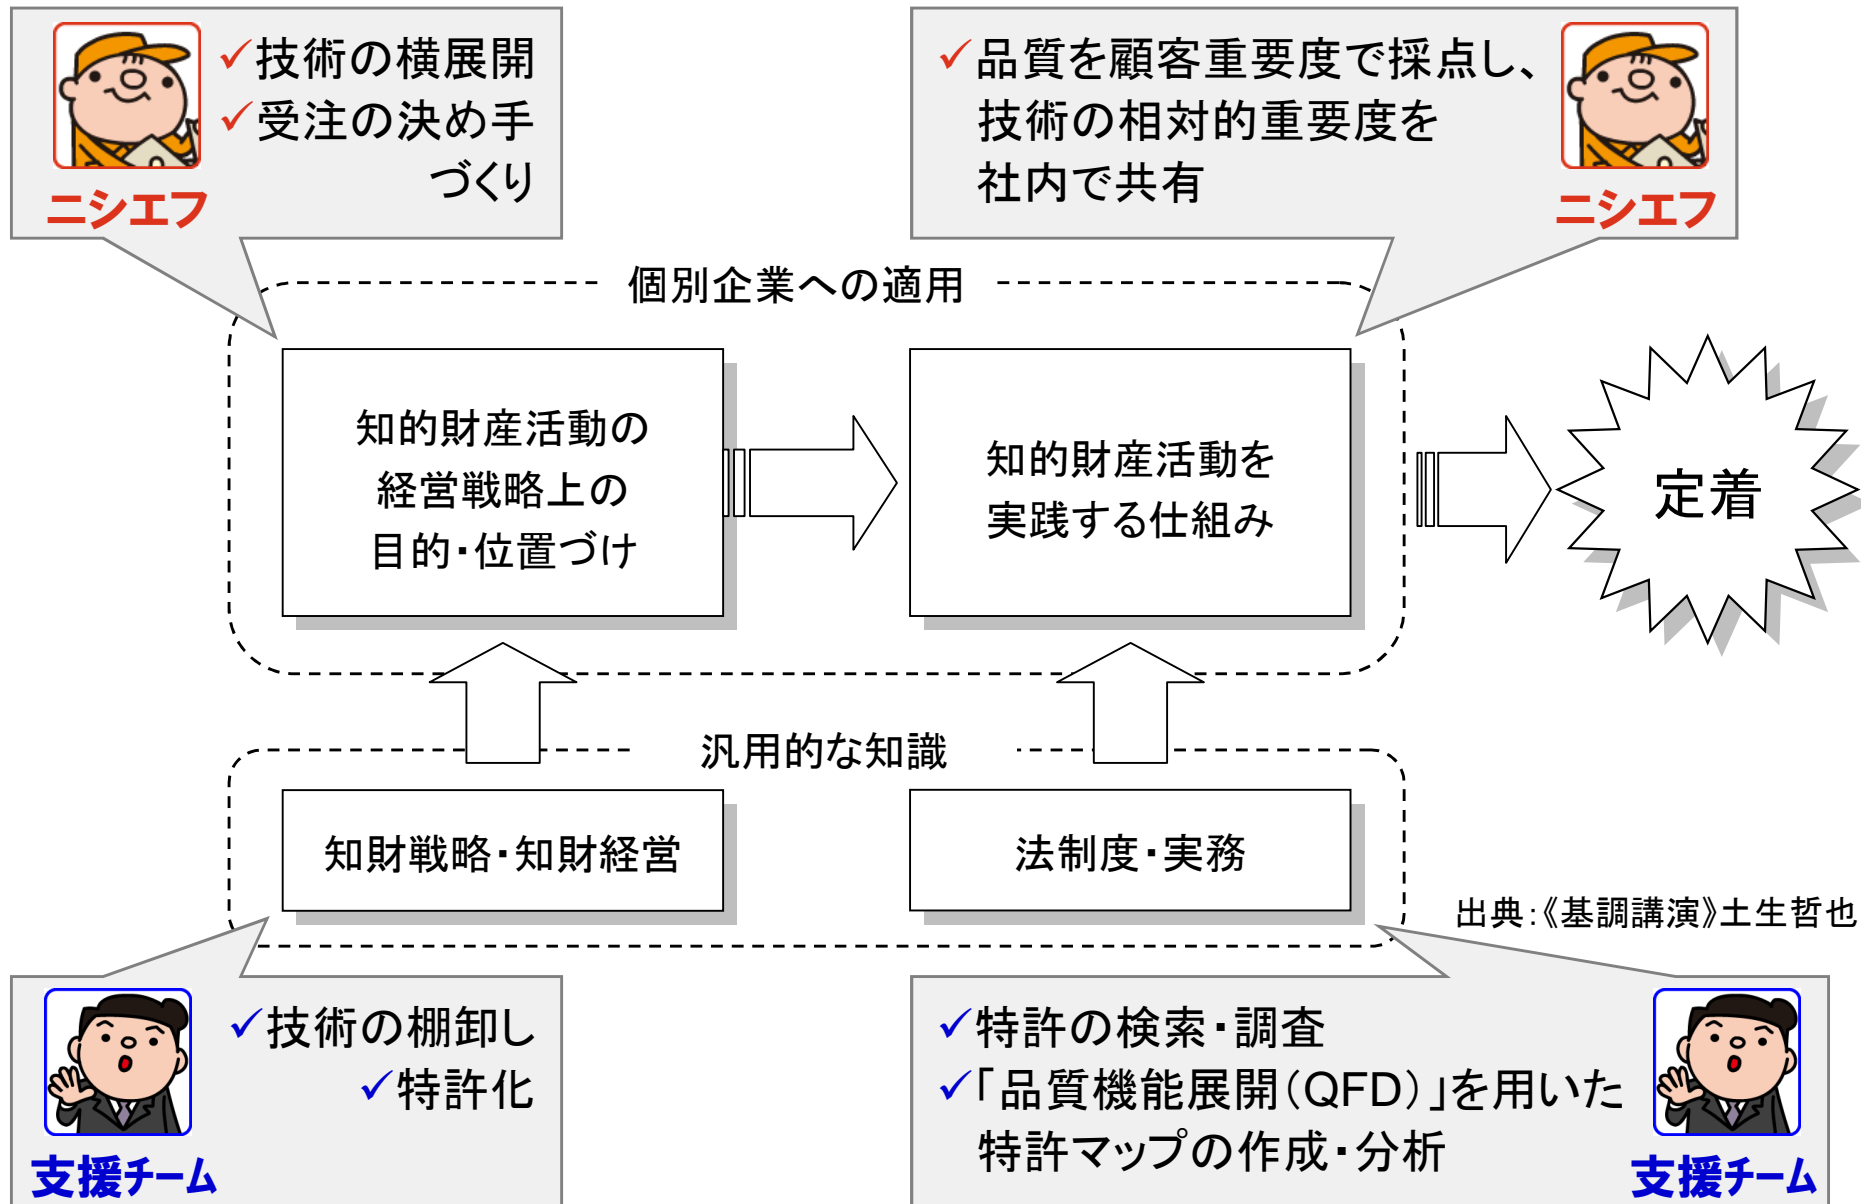 ✓技術の横展開
✓受注の決め手
づくり
ニシエフ
✓品質を顧客重要度で採点し、
技術の相対的重要度を
社内で共有
ニシエフ
個別企業への適用
知的財産活動の
経営戦略上の
目的・位置づけ
知的財産活動を
実践する仕組み
定着
汎用的な知識
知財戦略・知財経営
法制度・実務
出典:《基調講演》土生哲也
✓技術の棚卸し
✓特許化
支援チーム
✓特許の検索・調査
✓「品質機能展開(QFD)」を用いた
特許マップの作成・分析
支援チーム